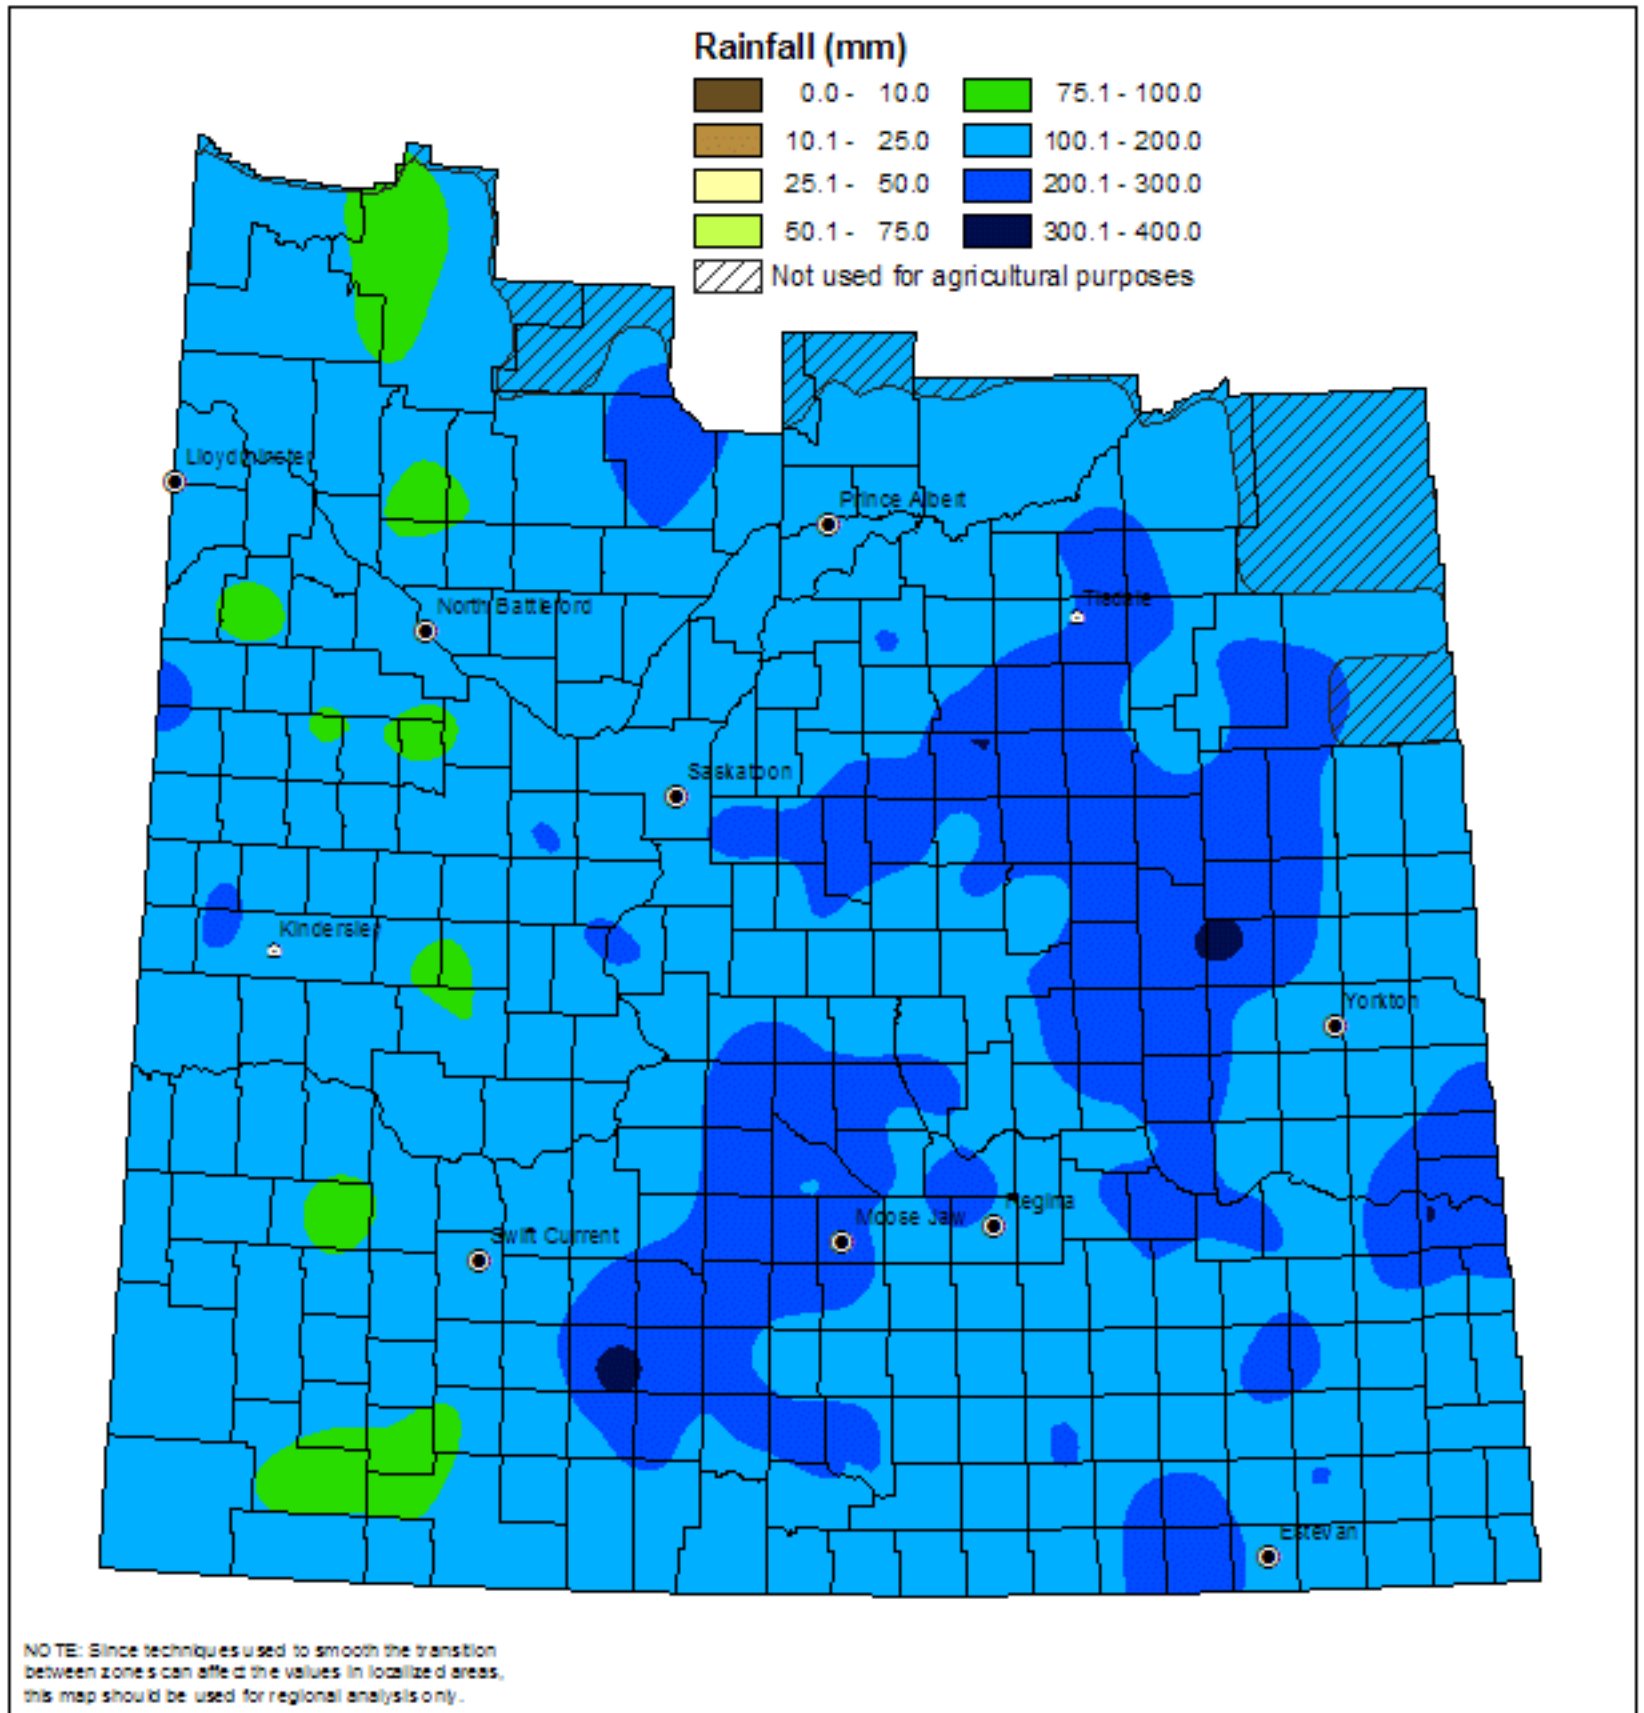 Rainfall (mm)
0.0 - 10.0
75.1 - 100.0
10.1 - 25.0
100.1 - 200.0
25.1 - 50.0
200.1 - 300.0
50.1 - 75.0
300.1 - 400.0
Not used for agricultural purposes
Lloydminster
Prince Albert
North Battleford
Tisdale
Saskatoon
Kindersley
Yorkton
Regina
Moose Jaw
Swift Current
Estevan
NOTE: Since techniques used to smooth the transition
between zones can affect the values in localized areas,
this map should be used for regional analysis only.